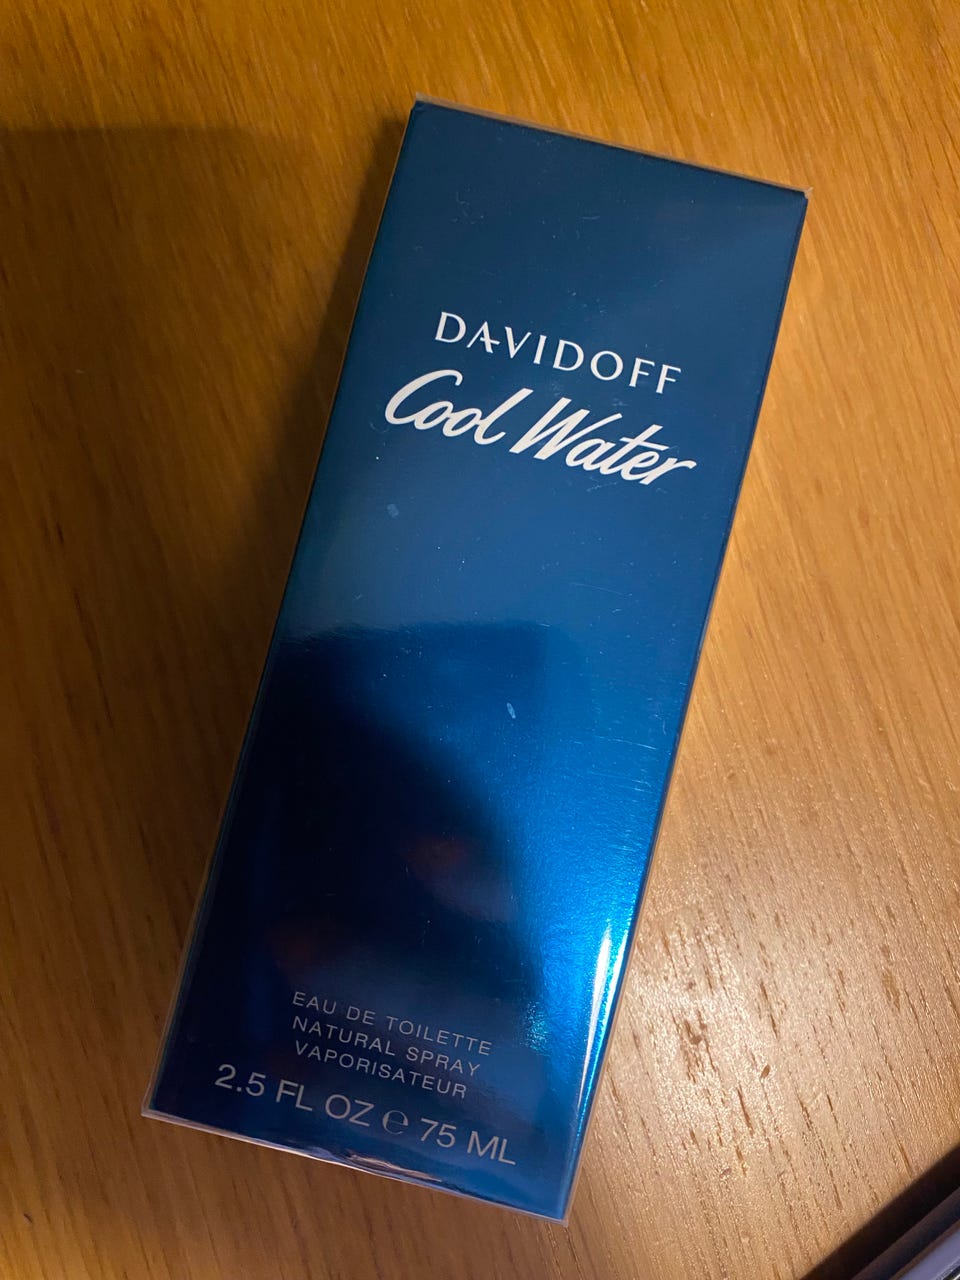 DAVIDOFF
Cool Water
EAU DE TOILETTE
NATURAL SPRAY
VAPORISATEUR
2.5 FL OZ ℮ 75 ML